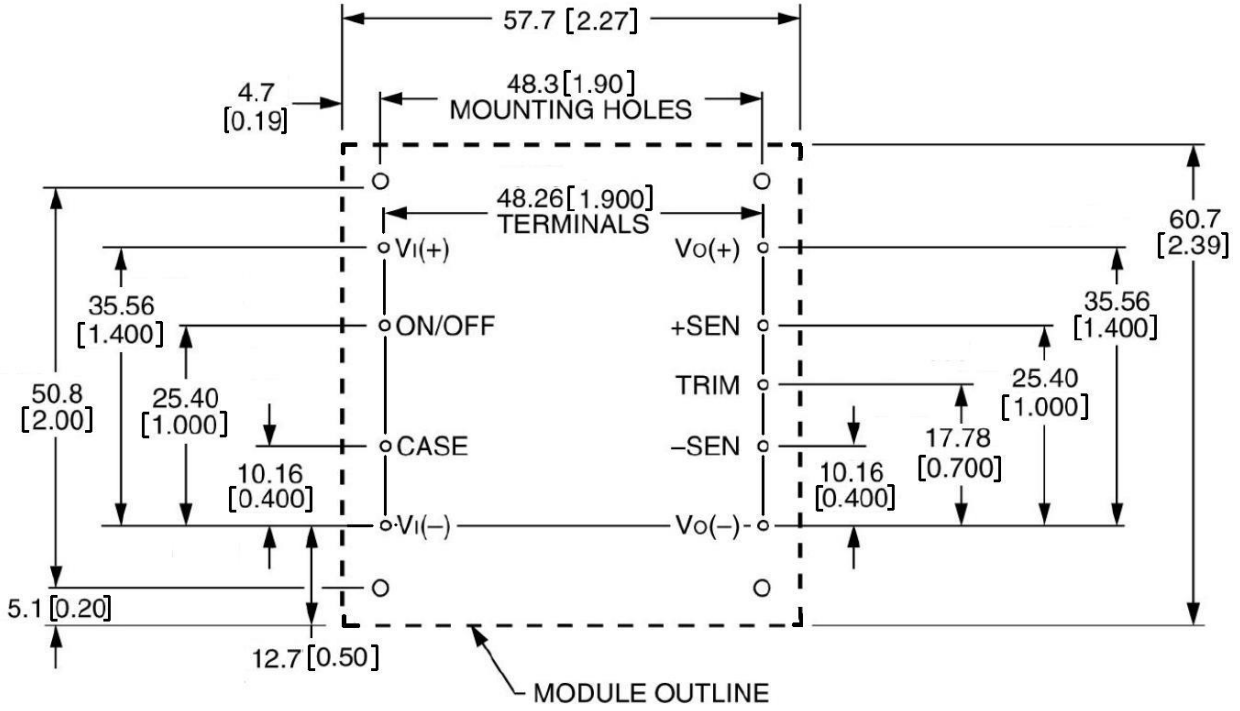 57.7 [2.27]
4.7
[0.19]
48.3[1.90]
MOUNTING HOLES
48.26[1.900]
TERMINALS
60.7
[2.39]
VI(+)
VO(+)
35.56
[1.400]
35.56
[1.400]
ON/OFF
+SEN
50.8
[2.00]
25.40
[1.000]
TRIM
25.40
[1.000]
CASE
–SEN
17.78
[0.700]
10.16
[0.400]
10.16
[0.400]
VI(–)
VO(–)
5.1[0.20]
12.7[0.50]
MODULE OUTLINE